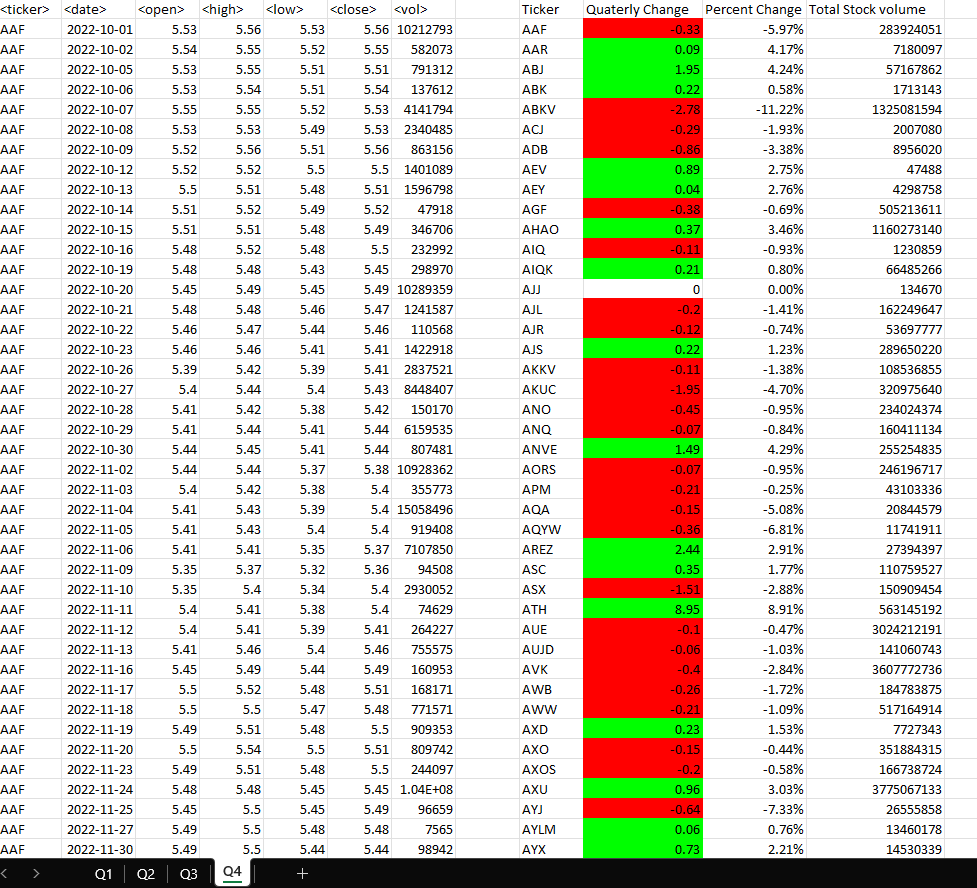 <ticker> <date> <open> <high> <low> <close> <vol> Ticker Quaterly Change Percent Change Total Stock volume
AAF 2022-10-01 5.53 5.56 5.53 5.56 10212793 AAF -0.33 -5.97% 283924051
AAF 2022-10-02 5.54 5.55 5.52 5.55 582073 AAR 0.09 4.17% 7180097
AAF 2022-10-05 5.53 5.55 5.51 5.51 791312 ABJ 1.95 4.24% 57167862
AAF 2022-10-06 5.53 5.54 5.51 5.54 137612 ABK 0.22 0.58% 1713143
AAF 2022-10-07 5.55 5.55 5.52 5.53 4141794 ABKV -2.78 -11.22% 1325081594
AAF 2022-10-08 5.53 5.53 5.49 5.53 2340485 ACJ -0.29 -1.93% 2007080
AAF 2022-10-09 5.52 5.56 5.51 5.56 863156 ADB -0.86 -3.38% 8956020
AAF 2022-10-12 5.52 5.52 5.5 5.5 1401089 AEV 0.89 2.75% 47488
AAF 2022-10-13 5.5 5.51 5.48 5.51 1596798 AEY 0.04 2.76% 4298758
AAF 2022-10-14 5.51 5.52 5.49 5.52 47918 AGF -0.38 -0.69% 505213611
AAF 2022-10-15 5.51 5.51 5.48 5.49 346706 AHAO 0.37 3.46% 1160273140
AAF 2022-10-16 5.48 5.52 5.48 5.5 232992 AIQ -0.11 -0.93% 1230859
AAF 2022-10-19 5.48 5.48 5.43 5.45 298970 AIQK 0.21 0.80% 66485266
AAF 2022-10-20 5.45 5.49 5.45 5.49 10289359 AJJ 0 0.00% 134670
AAF 2022-10-21 5.48 5.48 5.46 5.47 1241587 AJL -0.2 -1.41% 162249647
AAF 2022-10-22 5.46 5.47 5.44 5.46 110568 AJR -0.12 -0.74% 53697777
AAF 2022-10-23 5.46 5.46 5.41 5.41 1422918 AJS 0.22 1.23% 289650220
AAF 2022-10-26 5.39 5.42 5.39 5.41 2837521 AKKV -0.11 -1.38% 108536855
AAF 2022-10-27 5.4 5.44 5.4 5.43 8448407 AKUC -1.95 -4.70% 320975640
AAF 2022-10-28 5.41 5.42 5.38 5.42 150170 ANO -0.45 -0.95% 234024374
AAF 2022-10-29 5.41 5.44 5.41 5.44 6159535 ANQ -0.07 -0.84% 160411134
AAF 2022-10-30 5.44 5.45 5.41 5.44 807481 ANVE 1.49 4.29% 255254835
AAF 2022-11-02 5.44 5.44 5.37 5.38 10928362 AORS -0.07 -0.95% 246196717
AAF 2022-11-03 5.4 5.42 5.38 5.4 355773 APM -0.21 -0.25% 43103336
AAF 2022-11-04 5.41 5.43 5.39 5.4 15058496 AQA -0.15 -5.08% 20844579
AAF 2022-11-05 5.41 5.43 5.4 5.4 919408 AQYW -0.36 -6.81% 11741911
AAF 2022-11-06 5.41 5.41 5.35 5.37 7107850 AREZ 2.44 2.91% 27394397
AAF 2022-11-09 5.35 5.37 5.32 5.36 94508 ASC 0.35 1.77% 110759527
AAF 2022-11-10 5.35 5.4 5.34 5.4 2930052 ASX -1.51 -2.88% 150909454
AAF 2022-11-11 5.4 5.41 5.38 5.4 74629 ATH 8.95 8.91% 563145192
AAF 2022-11-12 5.4 5.41 5.39 5.41 264227 AUE -0.1 -0.47% 3024212191
AAF 2022-11-13 5.41 5.46 5.4 5.46 755575 AUJD -0.06 -1.03% 141060743
AAF 2022-11-16 5.45 5.49 5.44 5.49 160953 AVK -0.4 -2.84% 3607772736
AAF 2022-11-17 5.5 5.52 5.48 5.51 168171 AWB -0.26 -1.72% 184783875
AAF 2022-11-18 5.5 5.5 5.47 5.48 771571 AWW -0.21 -1.09% 517164914
AAF 2022-11-19 5.49 5.51 5.48 5.5 909353 AXD 0.23 1.53% 7727343
AAF 2022-11-20 5.5 5.54 5.5 5.51 809742 AXO -0.15 -0.44% 351884315
AAF 2022-11-23 5.49 5.51 5.48 5.5 244097 AXOS -0.2 -0.58% 166738724
AAF 2022-11-24 5.48 5.48 5.45 5.45 1.04E+08 AXU 0.96 3.03% 3775067133
AAF 2022-11-25 5.45 5.5 5.45 5.49 96659 AYJ -0.64 -7.33% 26555858
AAF 2022-11-27 5.49 5.5 5.48 5.48 7565 AYLM 0.06 0.76% 13460178
AAF 2022-11-30 5.49 5.5 5.44 5.44 98942 AYX 0.73 2.21% 14530339
Q1 Q2 Q3 Q4